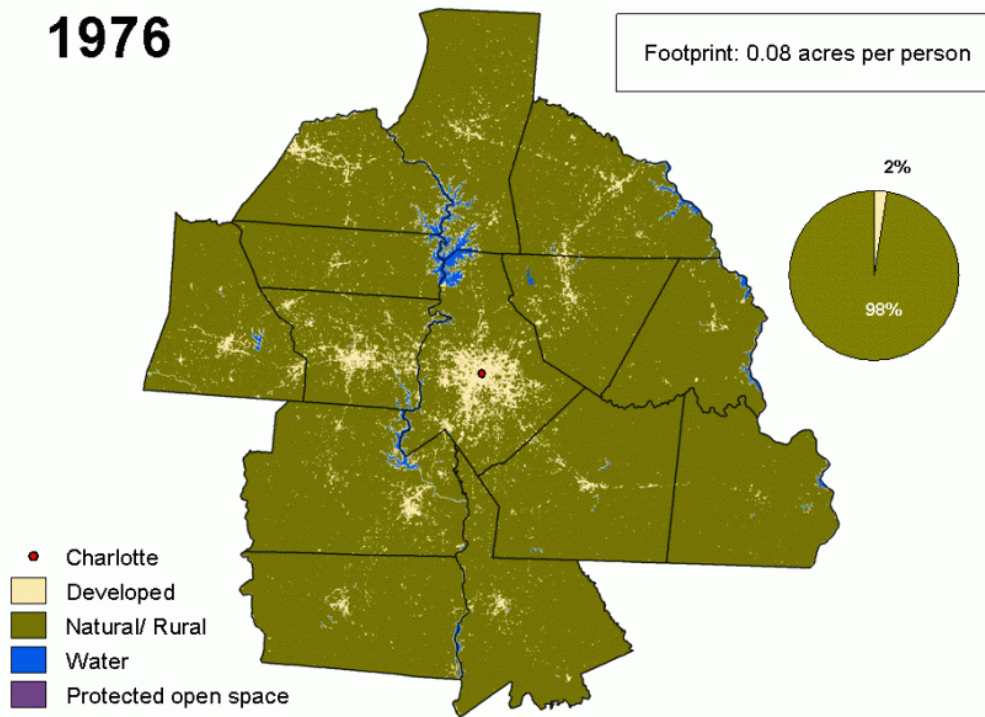 1976
Footprint: 0.08 acres per person
2%
98%
Charlotte
Developed
Natural/ Rural
Water
Protected open space